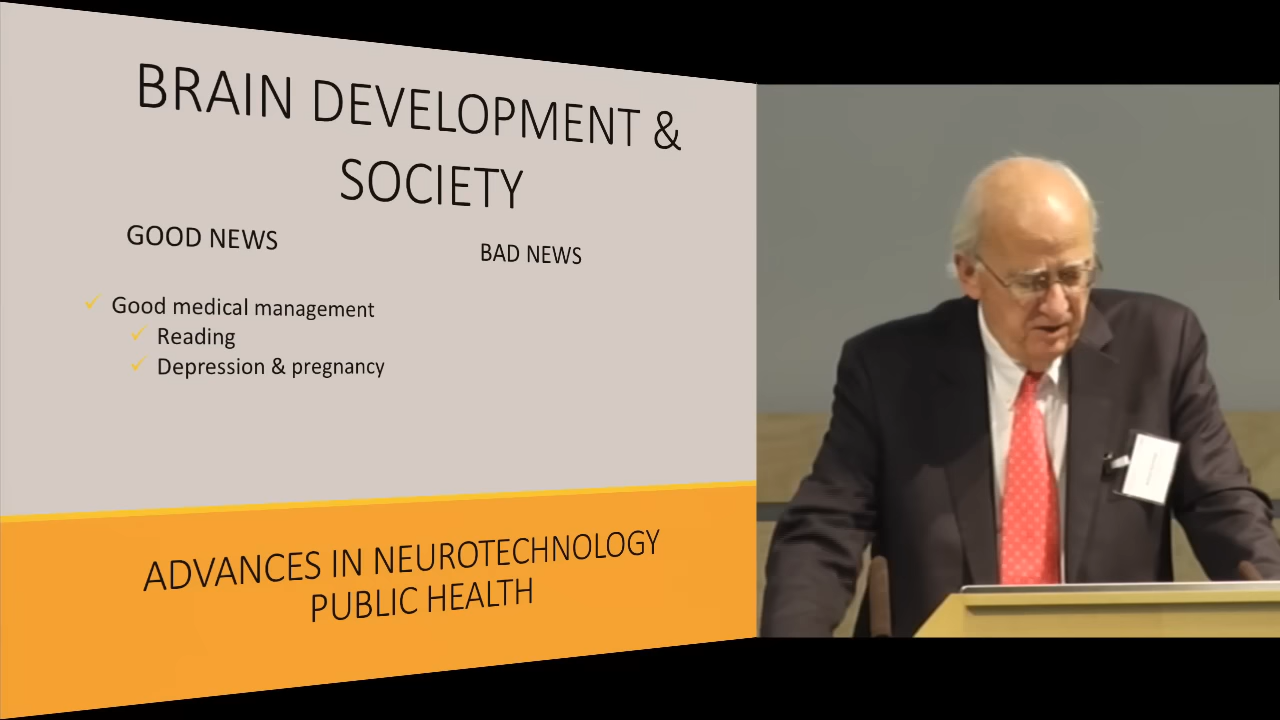 BRAIN DEVELOPMENT &
SOCIETY
GOOD NEWS
BAD NEWS
Good medical management
Reading
Depression & pregnancy
ADVANCES IN NEUROTECHNOLOGY
PUBLIC HEALTH